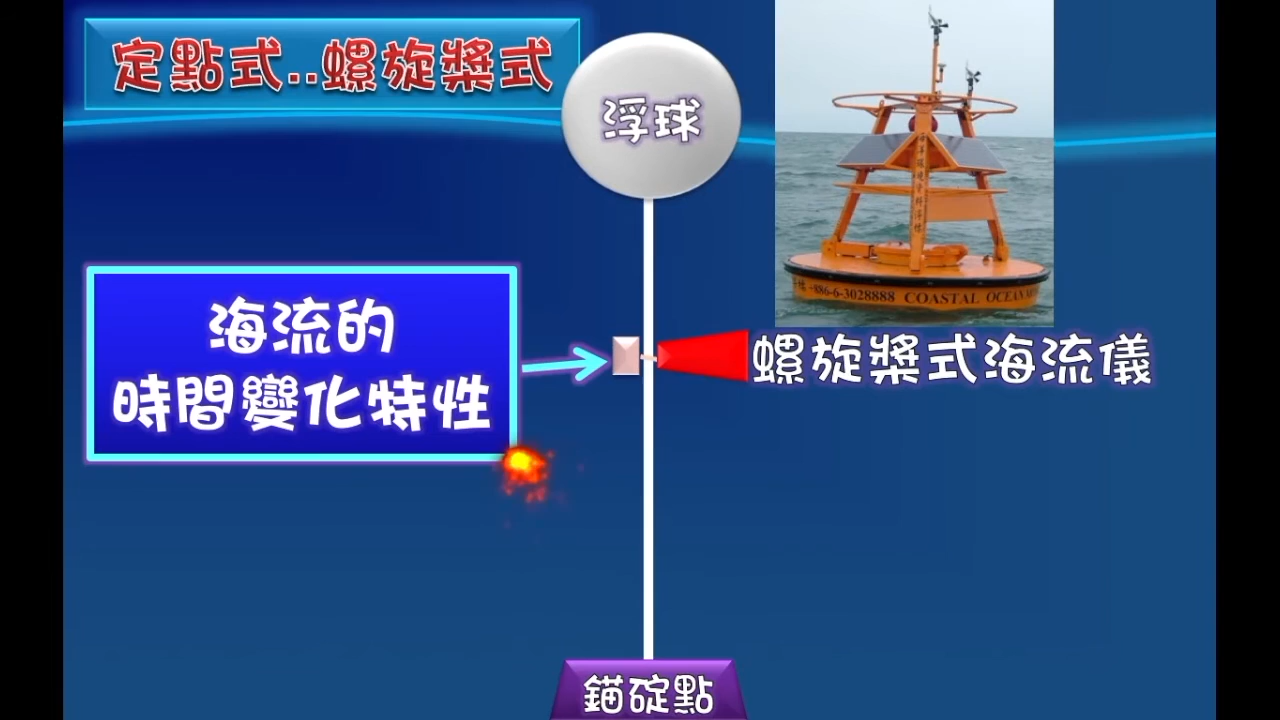 定點式..螺旋槳式
浮球
+886-6-3028888 COASTAL OCEAN
海流的
時間變化特性
螺旋槳式海流儀
錨碇點